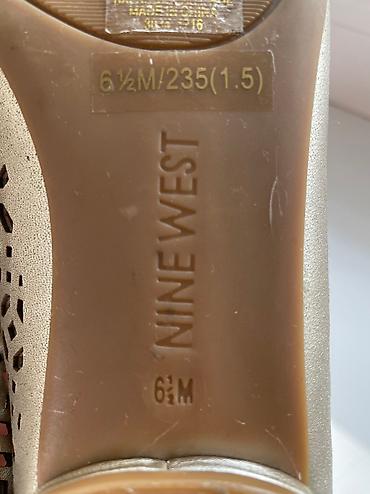 MADE IN CHINA
6½M/235(1.5)
NINE WEST
6½M